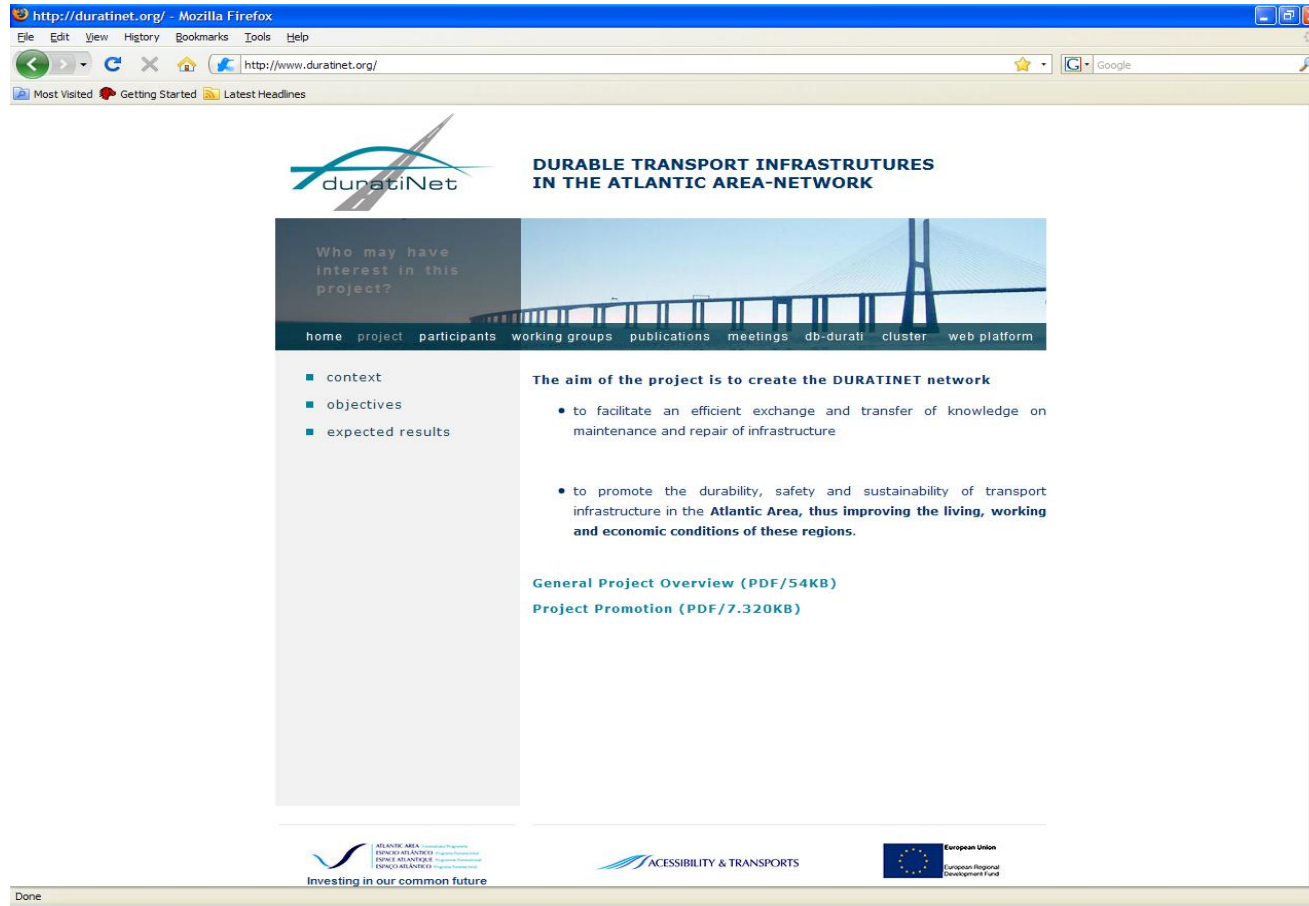 http://duratinet.org/ - Mozilla Firefox
File Edit View History Bookmarks Tools Help
http://www.duratinet.org/
G Google
Most Visited Getting Started Latest Headlines
duratiNet
DURABLE TRANSPORT INFRASTRUTURES
IN THE ATLANTIC AREA-NETWORK
Who may have
interest in this
project?
home project participants working groups publications meetings db-durati cluster web platform
context
objectives
expected results
The aim of the project is to create the DURATINET network
• to facilitate an efficient exchange and transfer of knowledge on
maintenance and repair of infrastructure
• to promote the durability, safety and sustainability of transport
infrastructure in the Atlantic Area, thus improving the living, working
and economic conditions of these regions.
General Project Overview (PDF/54KB)
Project Promotion (PDF/7.320KB)
ATLANTIC AREA
ESPACIO ATLÁNTICO
ESPACE ATLANTIQUE
ESPAÇO ATLÂNTICO
Investing in our common future
ACESSIBILITY & TRANSPORTS
European Union
European Regional
Development Fund
Done